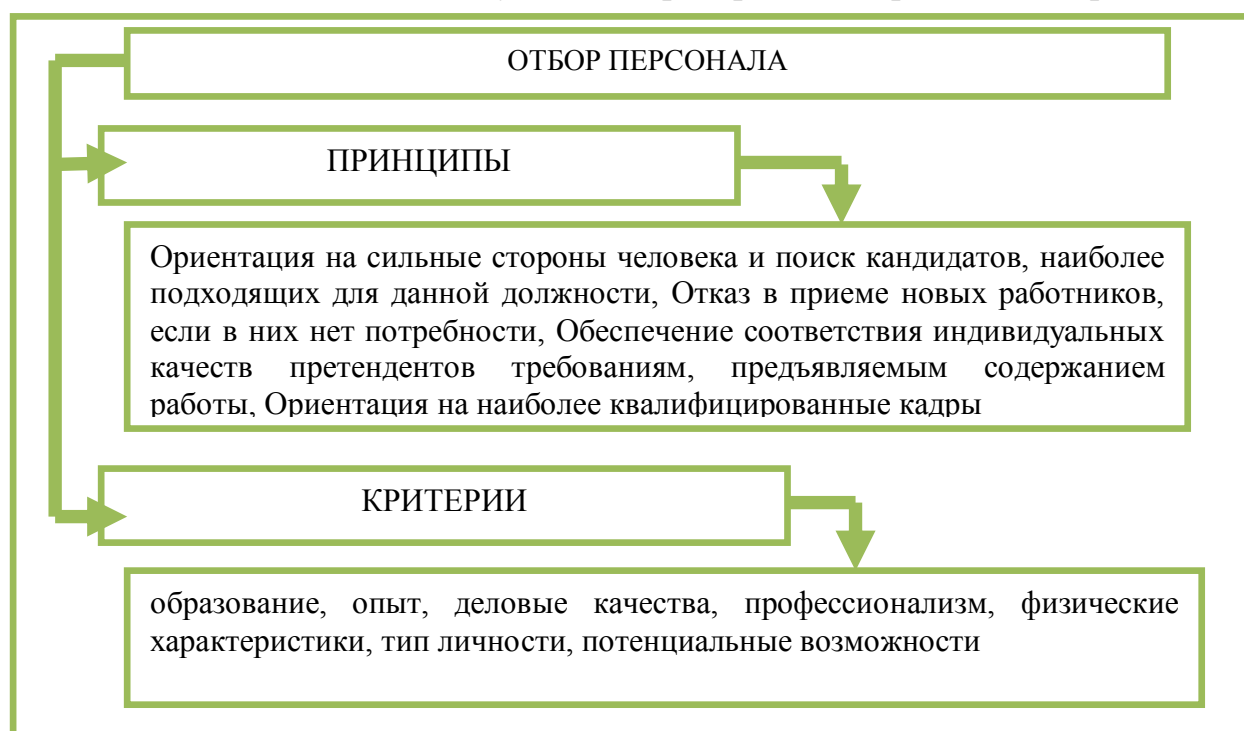 ОТБОР ПЕРСОНАЛА
ПРИНЦИПЫ
Ориентация на сильные стороны человека и поиск кандидатов, наиболее
подходящих для данной должности, Отказ в приеме новых работников,
если в них нет потребности, Обеспечение соответствия индивидуальных
качеств претендентов требованиям, предъявляемым содержанием
работы, Ориентация на наиболее квалифицированные кадры
КРИТЕРИИ
образование, опыт, деловые качества, профессионализм, физические
характеристики, тип личности, потенциальные возможности